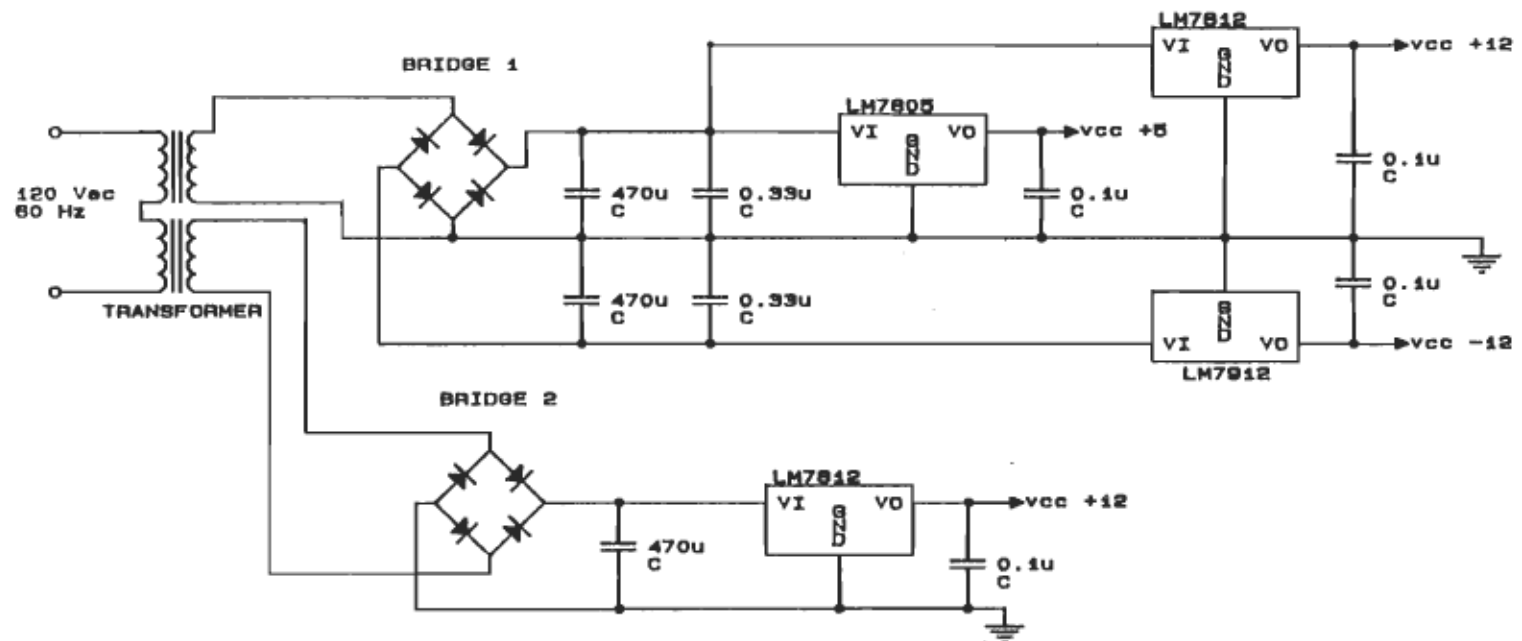 LM7812
VI VO
GND
vcc +12
BRIDGE 1
LM7805
VI VO
GND
vcc +5
120 Vac
60 Hz
470u
C
0.33u
C
0.1u
C
0.1u
C
470u
C
0.33u
C
0.1u
C
TRANSFORMER
GND
VI VO
vcc -12
LM7912
BRIDGE 2
LM7812
VI VO
GND
vcc +12
470u
C
0.1u
C